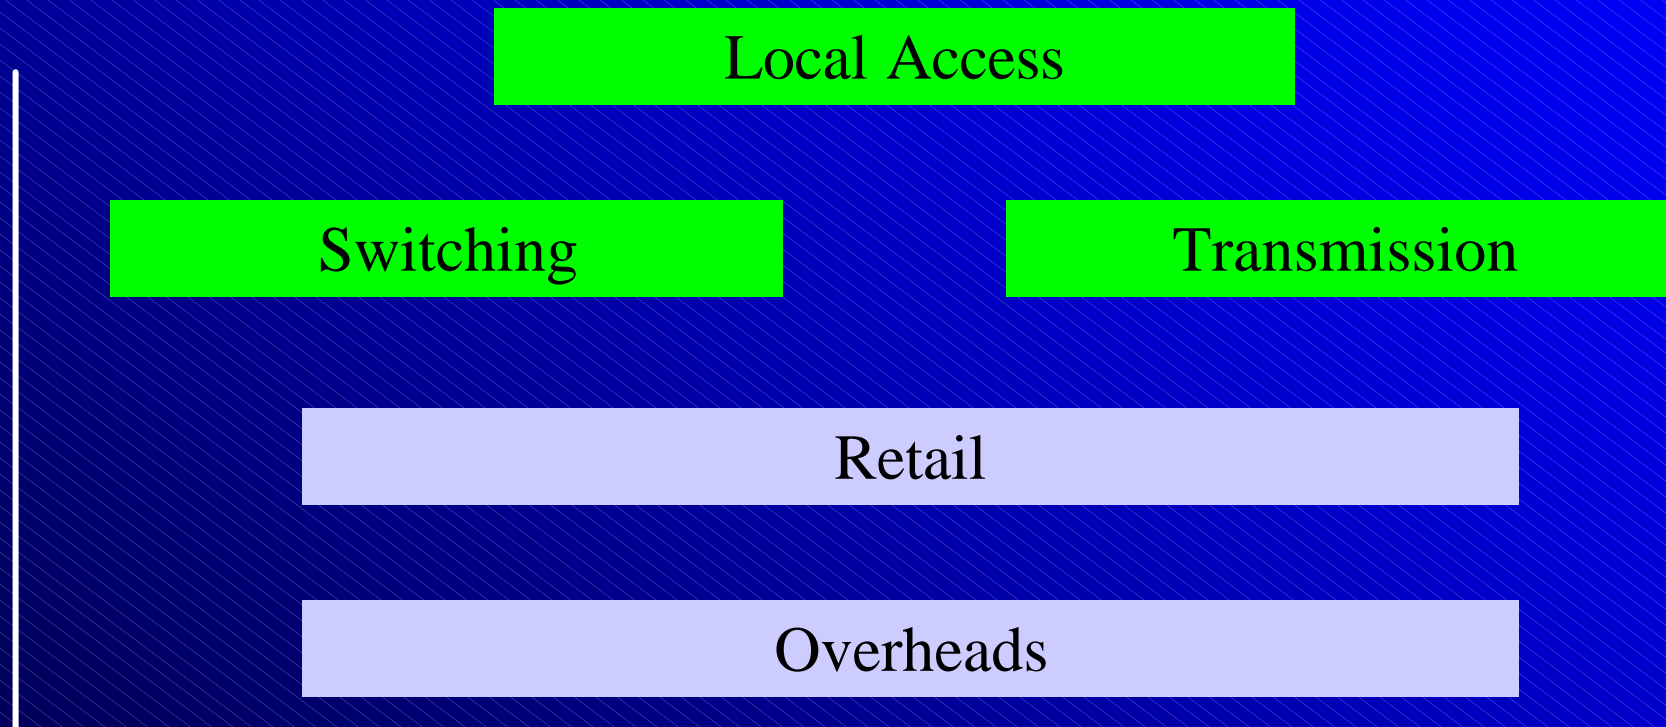 Local Access
Switching
Transmission
Retail
Overheads